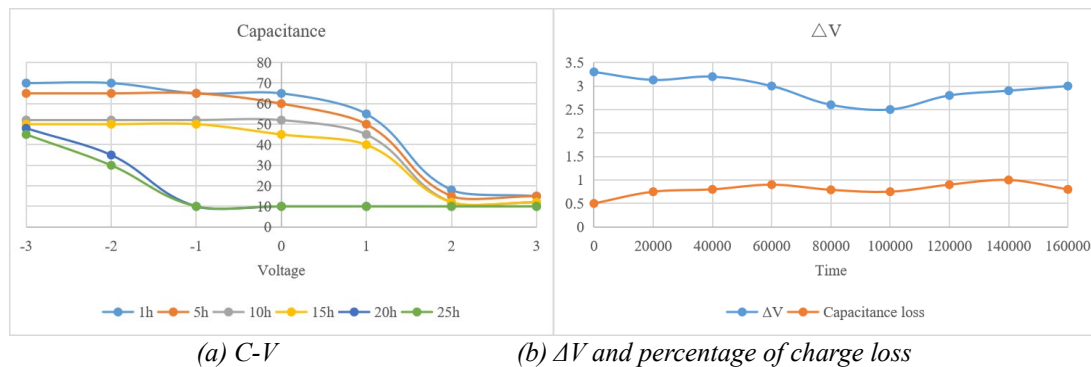 Capacitance
80
70
60
50
40
30
20
10
0
-3 -2 -1 0 1 2 3
Voltage
1h 5h 10h 15h 20h 25h
△V
3.5
3
2.5
2
1.5
1
0.5
0
0 20000 40000 60000 80000 100000 120000 140000 160000
Time
ΔV Capacitance loss
(a) C-V (b) ΔV and percentage of charge loss